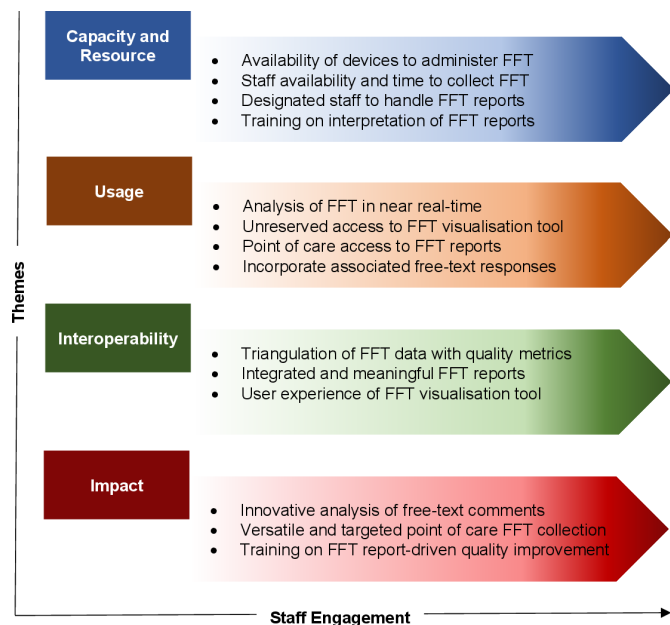 Capacity and
Resource
• Availability of devices to administer FFT
• Staff availability and time to collect FFT
• Designated staff to handle FFT reports
• Training on interpretation of FFT reports
Usage
• Analysis of FFT in near real-time
• Unreserved access to FFT visualisation tool
• Point of care access to FFT reports
• Incorporate associated free-text responses
Themes
Interoperability
• Triangulation of FFT data with quality metrics
• Integrated and meaningful FFT reports
• User experience of FFT visualisation tool
Impact
• Innovative analysis of free-text comments
• Versatile and targeted point of care FFT collection
• Training on FFT report-driven quality improvement
Staff Engagement